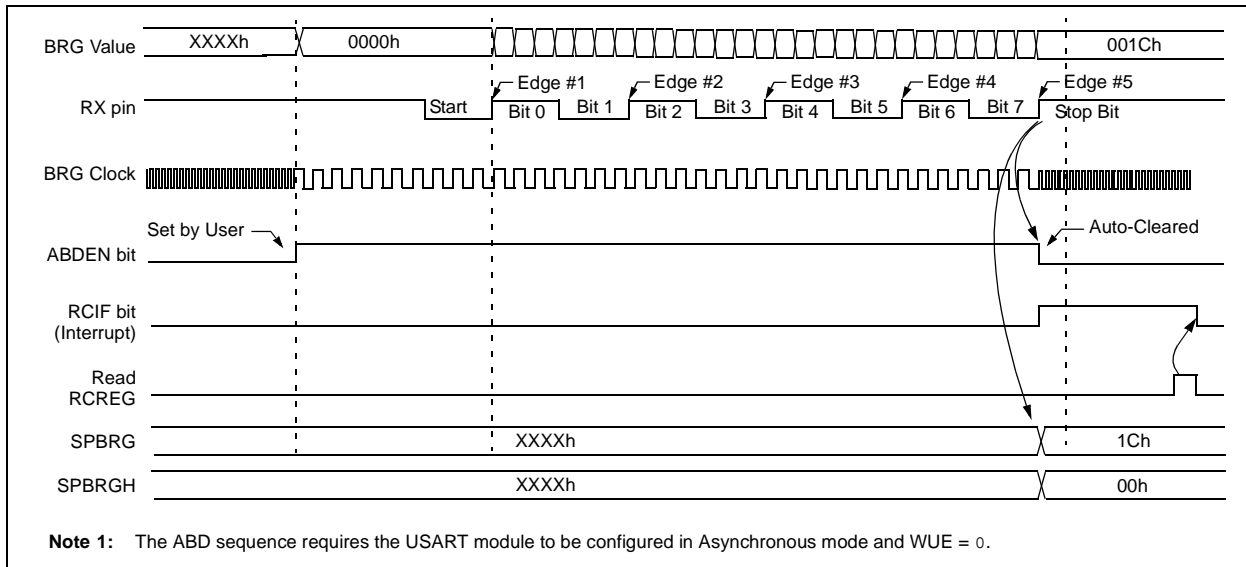 BRG Value XXXXh 0000h 001Ch
Edge #1 Edge #2 Edge #3 Edge #4 Edge #5
RX pin Start Bit 0 Bit 1 Bit 2 Bit 3 Bit 4 Bit 5 Bit 6 Bit 7 Stop Bit
BRG Clock
Set by User Auto-Cleared
ABDEN bit
RCIF bit
(Interrupt)
Read
RCREG
SPBRG XXXXh 1Ch
SPBRGH XXXXh 00h
Note 1: The ABD sequence requires the USART module to be configured in Asynchronous mode and WUE = 0.